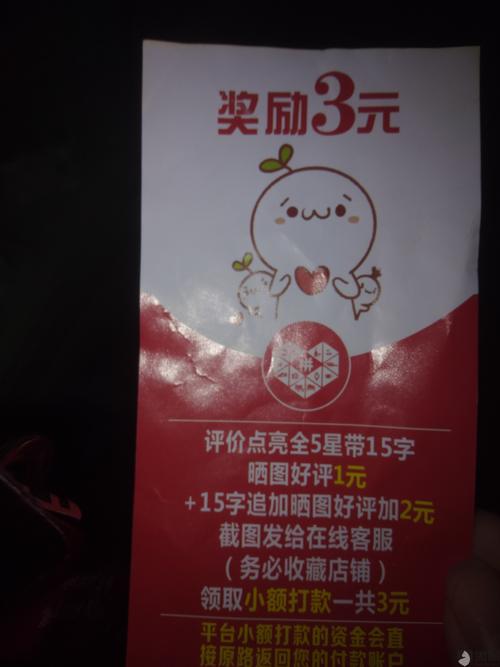 奖励3元
拼
评价点亮全5星带15字
晒图好评1元
+15字追加晒图好评加2元
截图发给在线客服
(务必收藏店铺)
领取小额打款一共3元
平台小额打款的资金会直
接原路返回您的付款账户